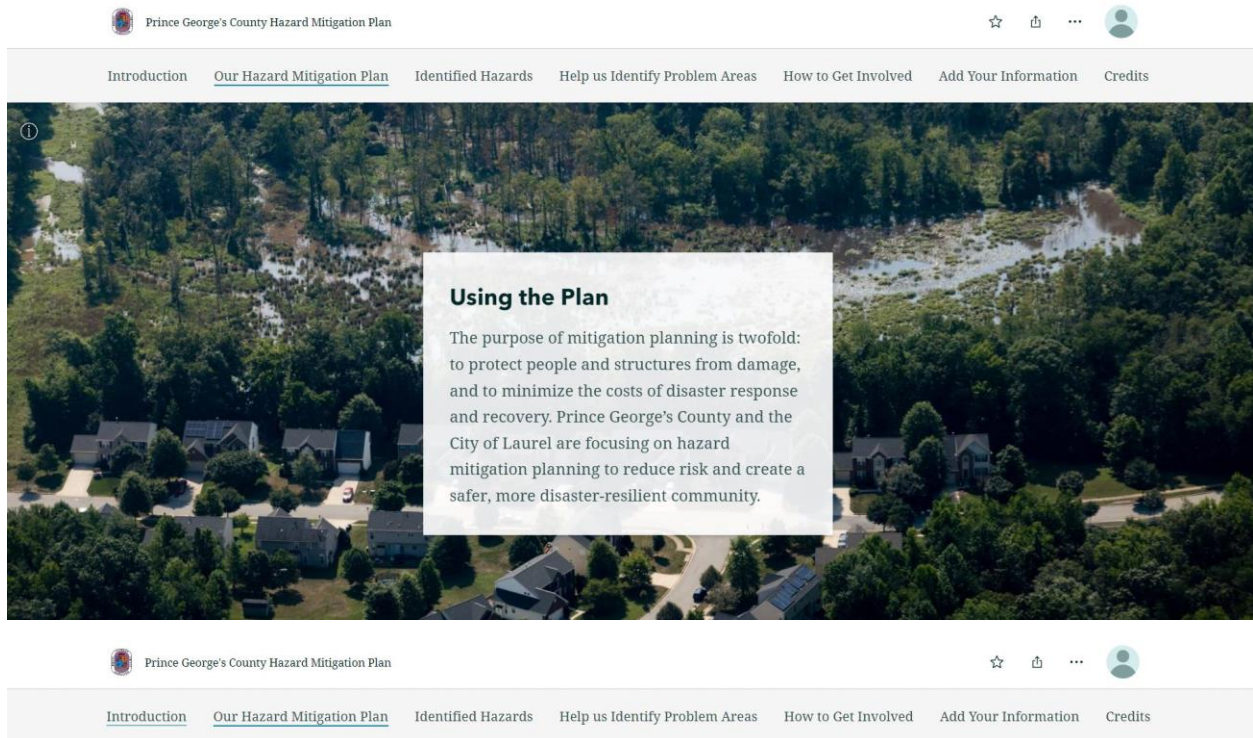 Prince George's County Hazard Mitigation Plan
Introduction Our Hazard Mitigation Plan Identified Hazards Help us Identify Problem Areas How to Get Involved Add Your Information Credits
Using the Plan
The purpose of mitigation planning is twofold:
to protect people and structures from damage,
and to minimize the costs of disaster response
and recovery. Prince George’s County and the
City of Laurel are focusing on hazard
mitigation planning to reduce risk and create a
safer, more disaster-resilient community.
Prince George's County Hazard Mitigation Plan
Introduction Our Hazard Mitigation Plan Identified Hazards Help us Identify Problem Areas How to Get Involved Add Your Information Credits